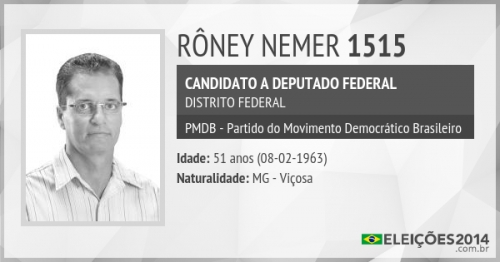 RÔNEY NEMER 1515
CANDIDATO A DEPUTADO FEDERAL
DISTRITO FEDERAL
PMDB - Partido do Movimento Democrático Brasileiro
Idade: 51 anos (08-02-1963)
Naturalidade: MG - Viçosa
ELEIÇÕES2014
.com.br